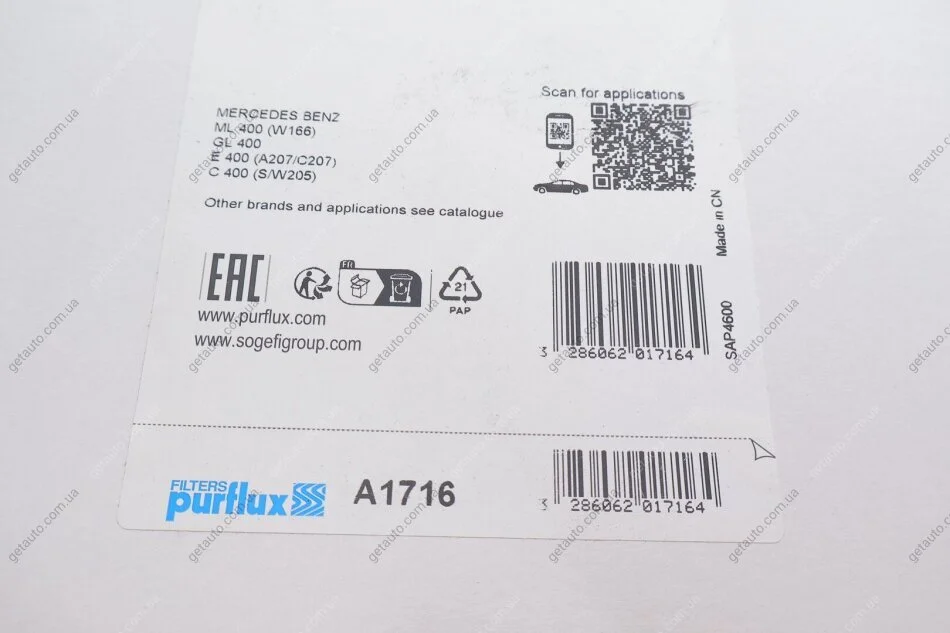 MERCEDES BENZ
ML 400 (W166)
GL 400
E 400 (A207/C207)
C 400 (S/W205)
Other brands and applications see catalogue
Scan for applications
Made in CN
SAP4600
EAC
FR
21
PAP
www.purflux.com
www.sogefigroup.com
3 286062 017164
FILTERS
purflux
A1716
3 286062 017164
getauto.com.ua